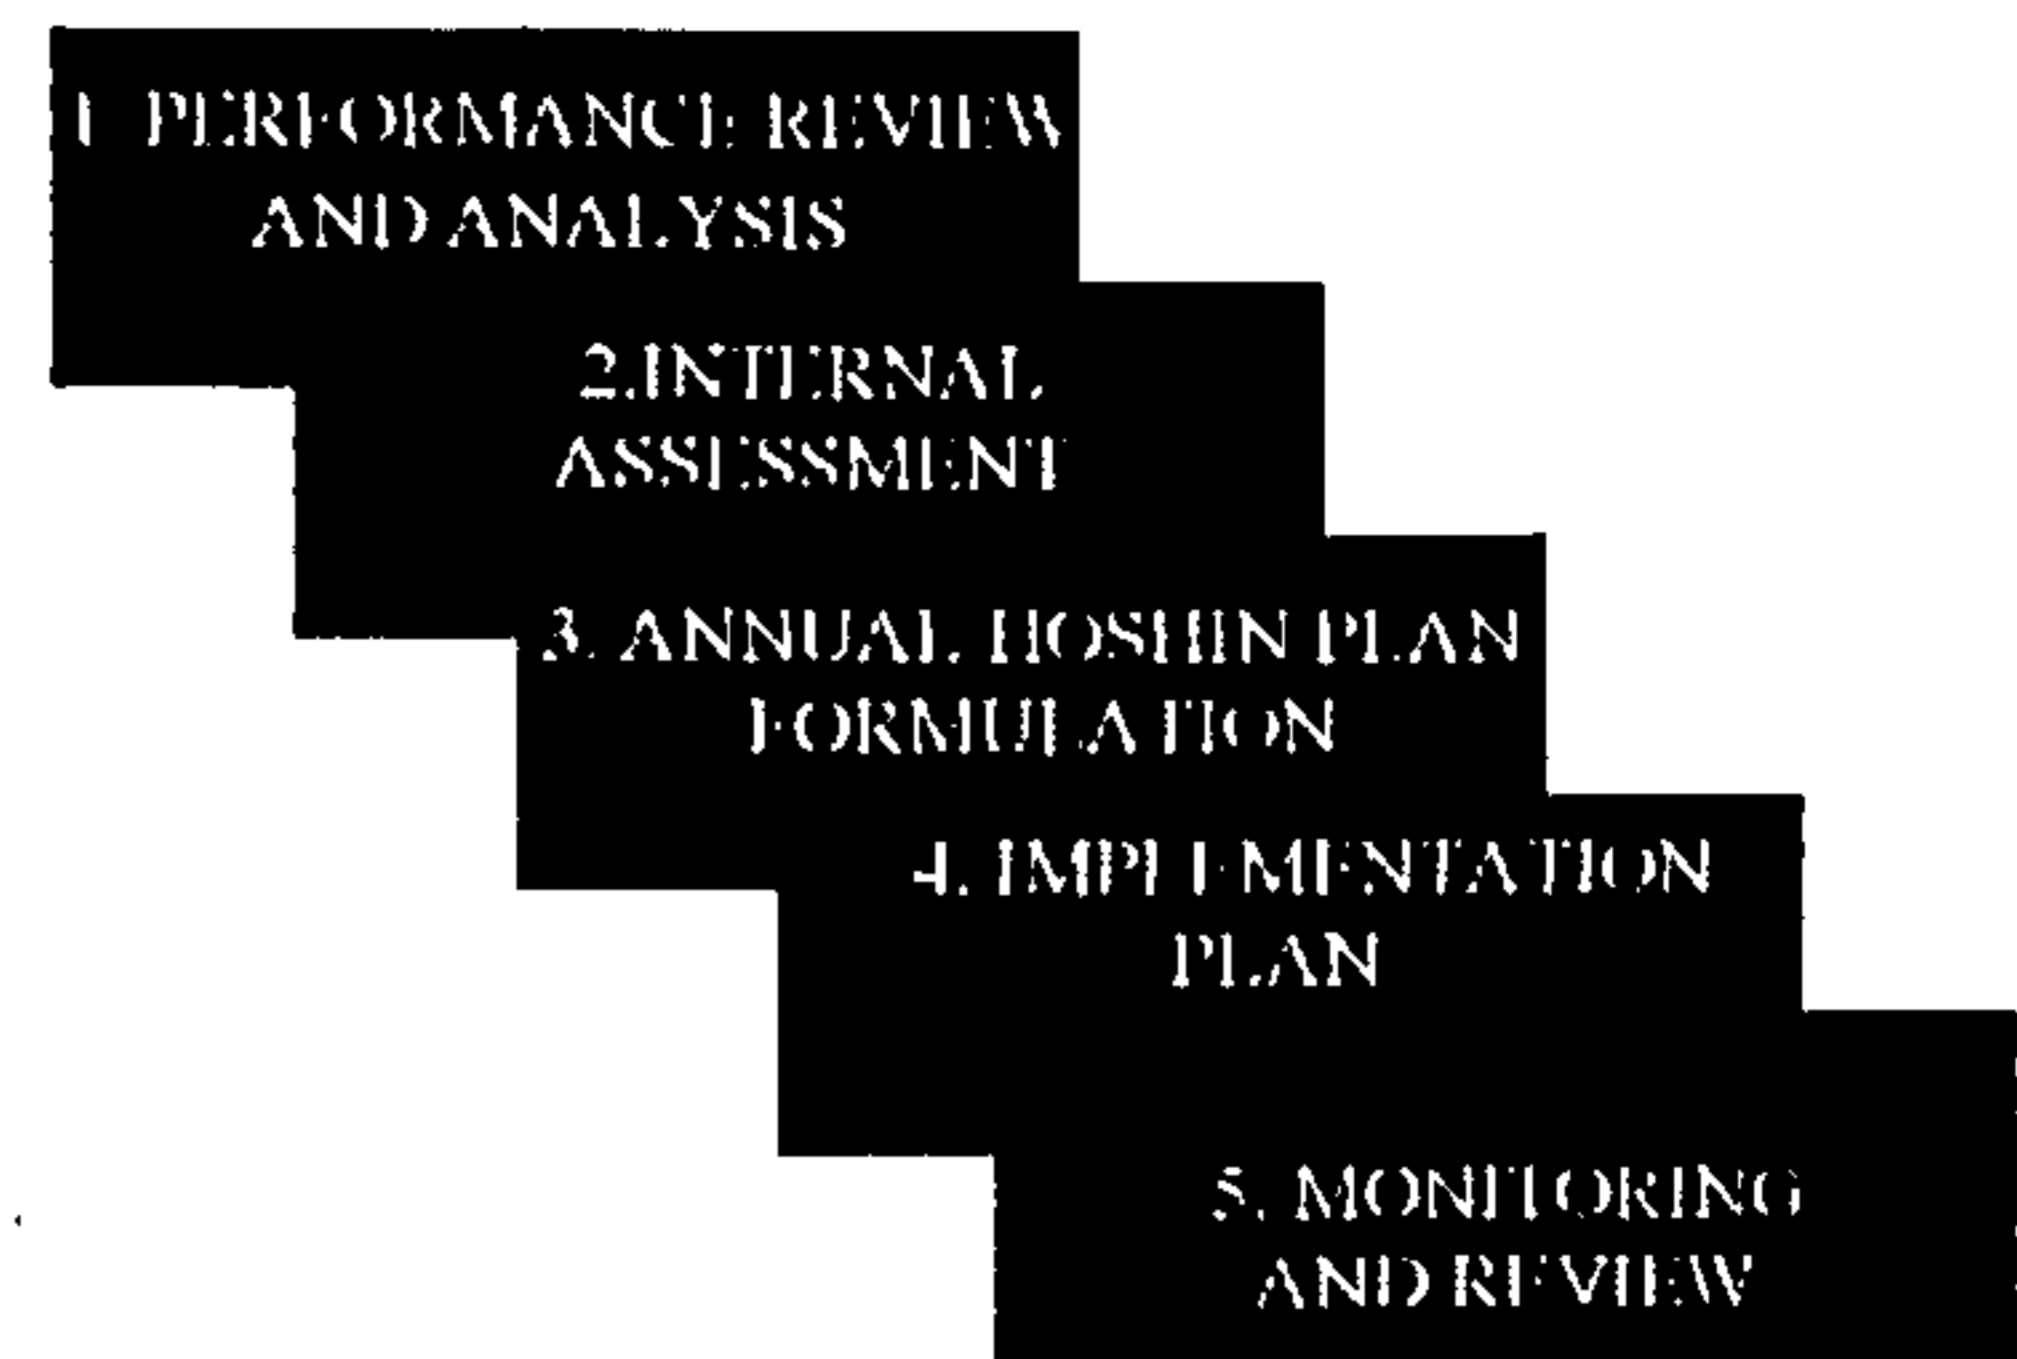 1 PERFORMANCE REVIEW
AND ANALYSIS
2.INTERNAL
ASSESSMENT
3. ANNUAL HOSHIN PLAN
FORMULATION
4. IMPLEMENTATION
PLAN
5. MONITORING
AND REVIEW